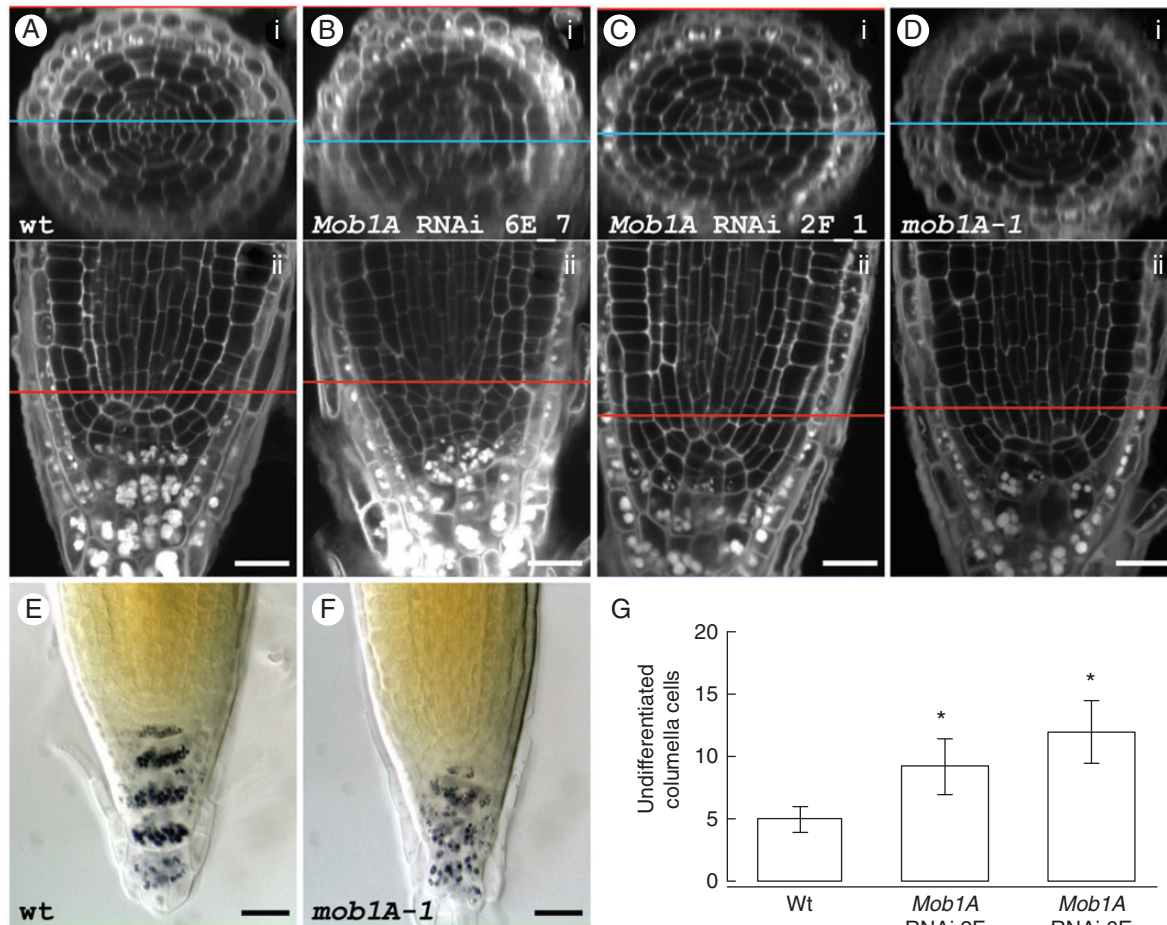 A
i
B
i
C
i
D
i
wt
Mob1A RNAi 6E_7
Mob1A RNAi 2F_1
mob1A-1
ii
ii
ii
ii
E
F
G
wt
mob1A-1
Undifferentiated
columella cells
20
15
10
5
0
*
*
Wt
Mob1A
Mob1A